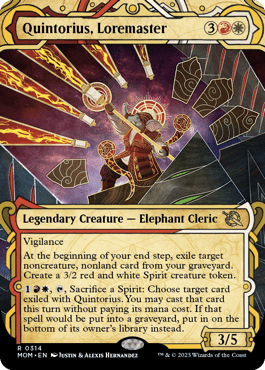 Quintorius, Loremaster 3
Legendary Creature — Elephant Cleric
Vigilance
At the beginning of your end step, exile target
noncreature, nonland card from your graveyard.
Create a 3/2 red and white Spirit creature token.
1, Sacrifice a Spirit: Choose target card
exiled with Quintorius. You may cast that card
this turn without paying its mana cost. If that
spell would be put into a graveyard, put in on the
bottom of its owner's library instead.
3/5
R 0314
MOM • EN Justin & Alexis Hernandez
™ & © 2023 Wizards of the Coast